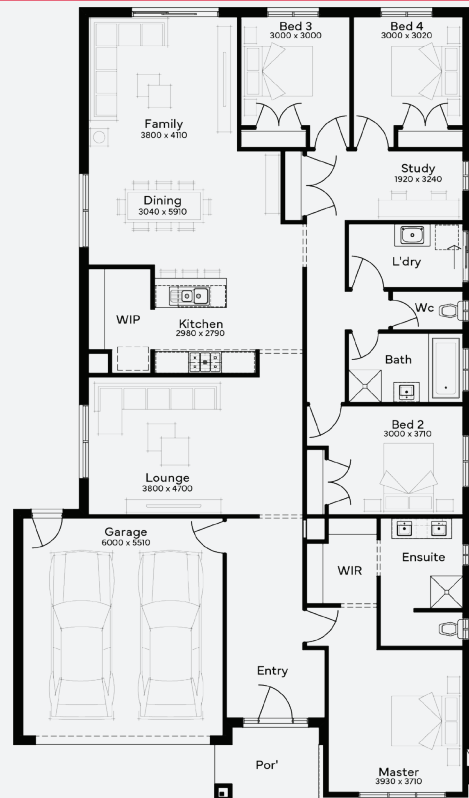 Bed 3
3000 x 3000
Bed 4
3000 x 3020
Family
3800 x 4110
Study
1920 x 3240
Dining
3040 x 5910
L'dry
Wc
WIP
Kitchen
2980 x 2790
Bath
Bed 2
3000 x 3710
Lounge
3800 x 4700
Garage
6000 x 5510
Ensuite
WIR
Entry
Por'
Master
3930 x 3710